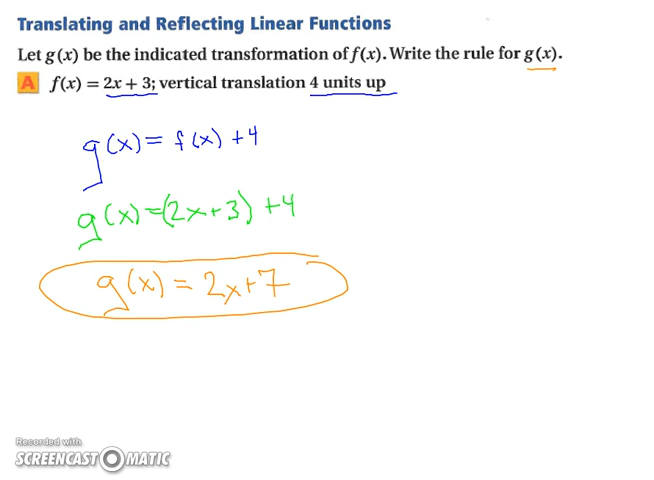 Translating and Reflecting Linear Functions
Let g(x) be the indicated transformation of f(x). Write the rule for g(x).
A f(x) = 2x + 3; vertical translation 4 units up
g(x) = f(x) + 4
g(x) = (2x+3) + 4
g(x) = 2x+7
Recorded with
SCREENCAST-O-MATIC